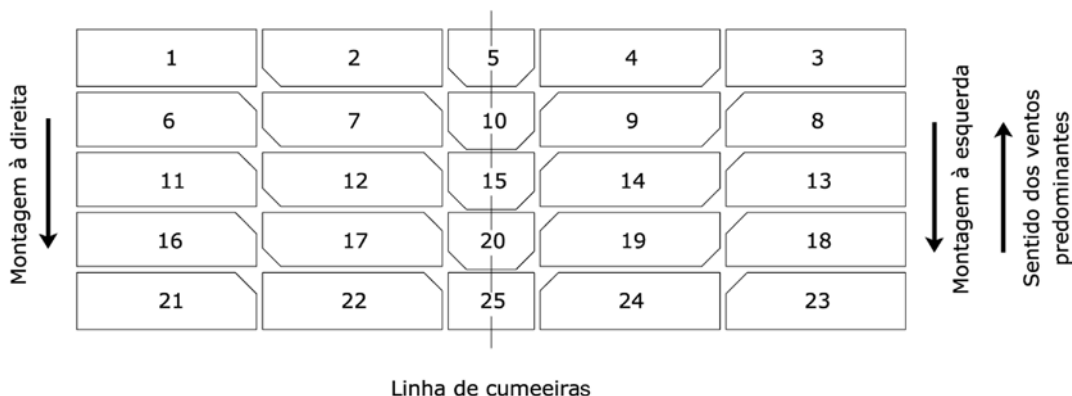 1 2 5 4 3
6 7 10 9 8
11 12 15 14 13
16 17 20 19 18
21 22 25 24 23
Montagem à direita
Montagem à esquerda
Sentido dos ventos
predominantes
Linha de cumeeiras